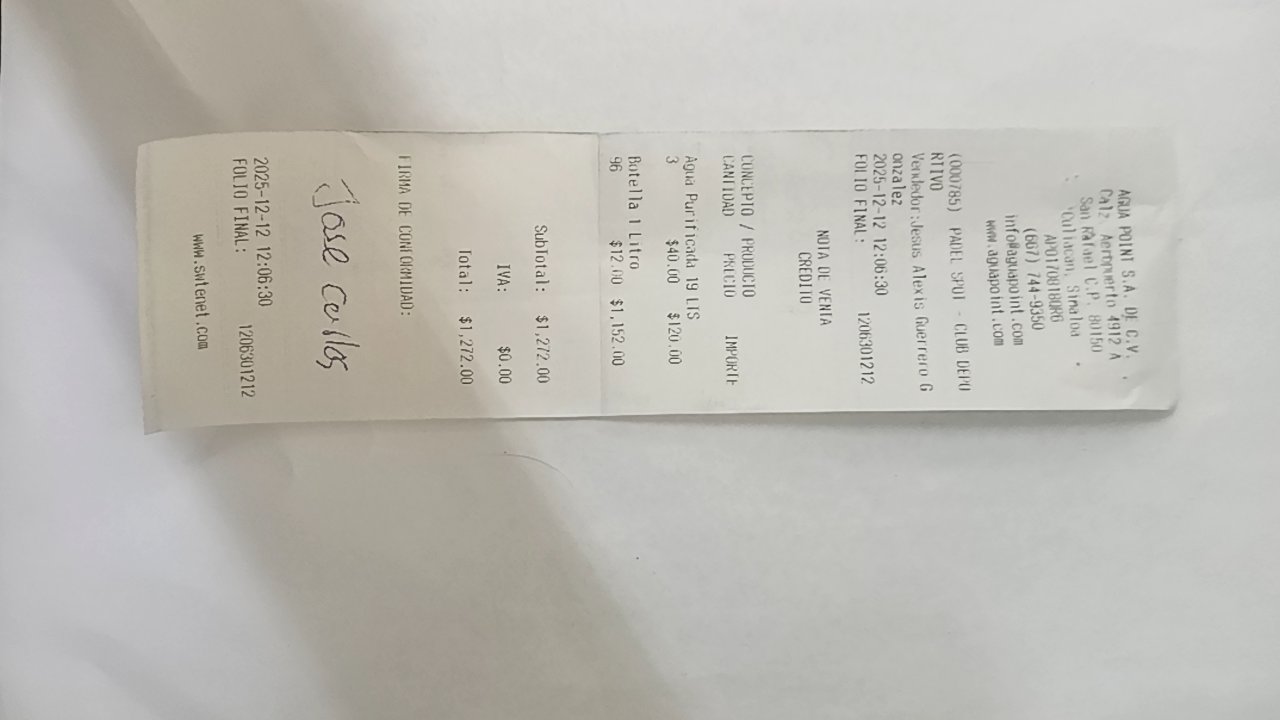 AGUA POINT S.A. DE C.V.
Calz Aeropuerto 4912 A
San Rafael C.P. 80150
Culiacan, Sinaloa
APO170818UR6
(667) 744-9350
info@aguapoint.com
www.aguapoint.com
(000785) PADEL SPOT - CLUB DEPO
RTIVO
Vendedor:Jesus Alexis Guerrero G
onzalez
2025-12-12 12:06:30
FOLIO FINAL: 1206301212
NOTA DE VENTA
CREDITO
CONCEPTO / PRODUCTO
CANTIDAD PRECIO IMPORTE
Agua Purificada 19 LTS
3 $40.00 $120.00
Botella 1 Litro
96 $12.00 $1,152.00
SubTotal: $1,272.00
IVA: $0.00
Total: $1,272.00
FIRMA DE CONFORMIDAD:
Jose Carlos
2025-12-12 12:06:30
FOLIO FINAL: 1206301212
www.swtenet.com